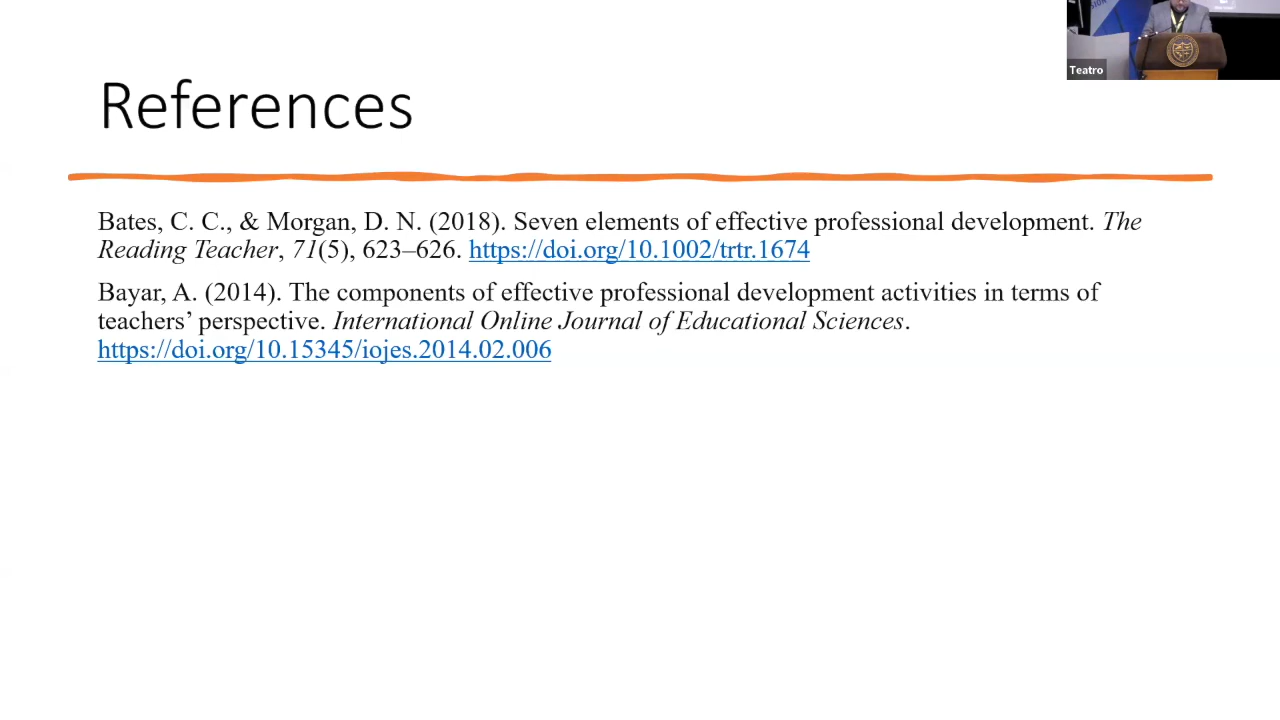 References
Bates, C. C., & Morgan, D. N. (2018). Seven elements of effective professional development. The
Reading Teacher, 71(5), 623–626. https://doi.org/10.1002/trtr.1674
Bayar, A. (2014). The components of effective professional development activities in terms of
teachers’ perspective. International Online Journal of Educational Sciences.
https://doi.org/10.15345/iojes.2014.02.006
Teatro